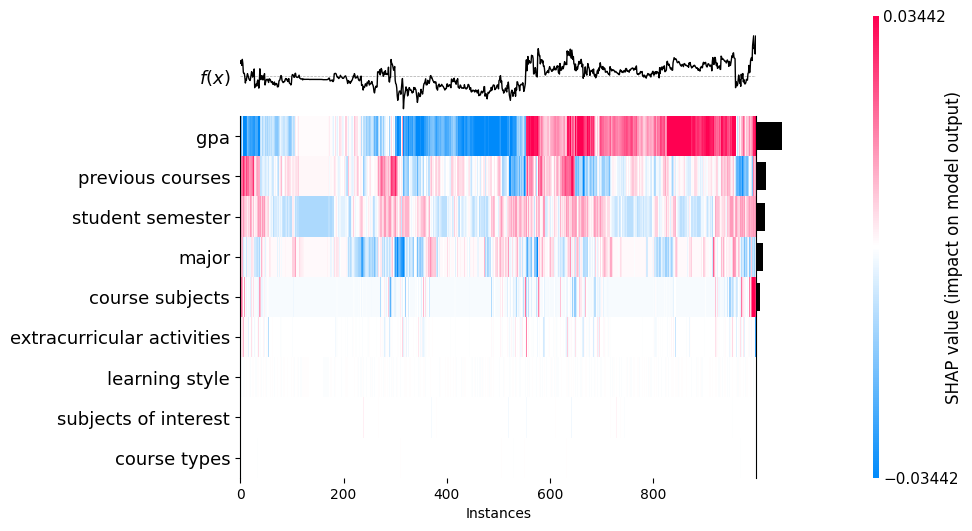 0.03442
f(x)
gpa
previous courses
student semester
major
course subjects
extracurricular activities
learning style
subjects of interest
course types
0 200 400 600 800
Instances
−0.03442
SHAP value (impact on model output)